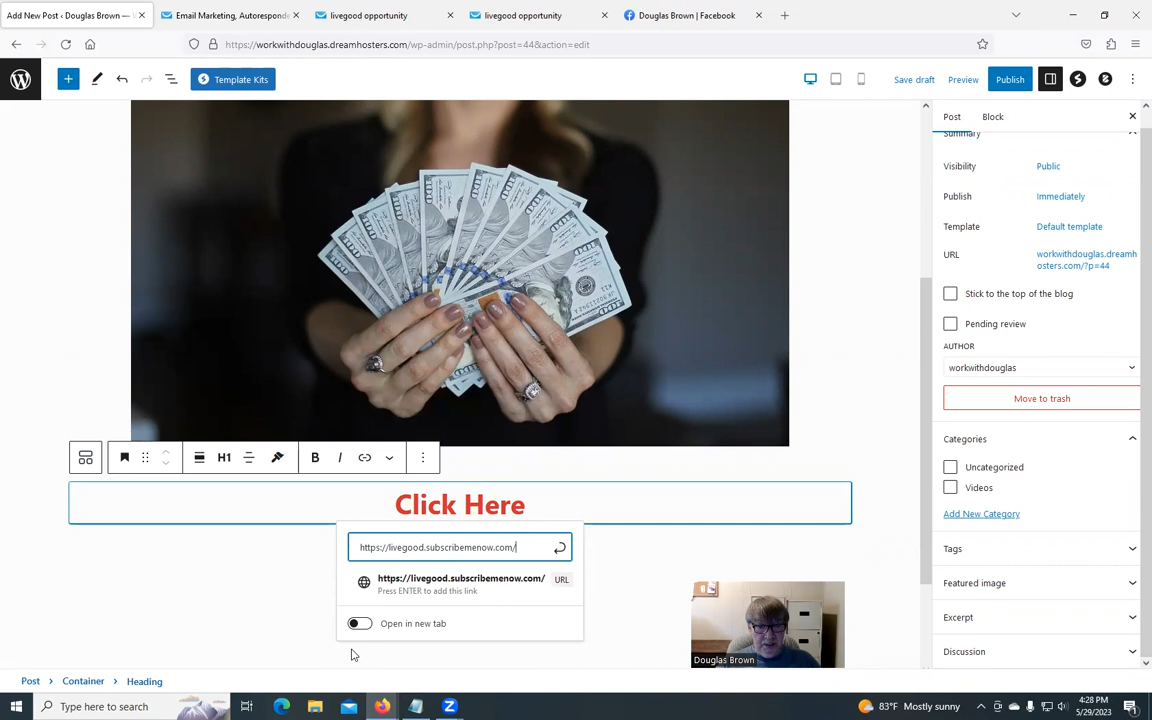 Douglas Brown | Facebook
Add New Post ‹ Douglas Brown —
Email Marketing, Autoresponde
livegood opportunity
livegood opportunity
https://workwithdouglas.dreamhosters.com/wp-admin/post.php?post=44&action=edit
Template Kits
Save draft
Preview
Publish
Post
Block
Summary
Visibility
Public
Publish
Immediately
Template
Default template
URL
workwithdouglas.dreamh
osters.com/?p=44
Stick to the top of the blog
Pending review
AUTHOR
workwithdouglas
Move to trash
Categories
Uncategorized
Videos
Add New Category
Tags
Featured image
Excerpt
Discussion
H1
B
I
Click Here
https://livegood.subscribemenow.com/
https://livegood.subscribemenow.com/
URL
Press ENTER to add this link
Open in new tab
Douglas Brown
Post
Container
Heading
Type here to search
83°F Mostly sunny
4:28 PM
5/29/2023